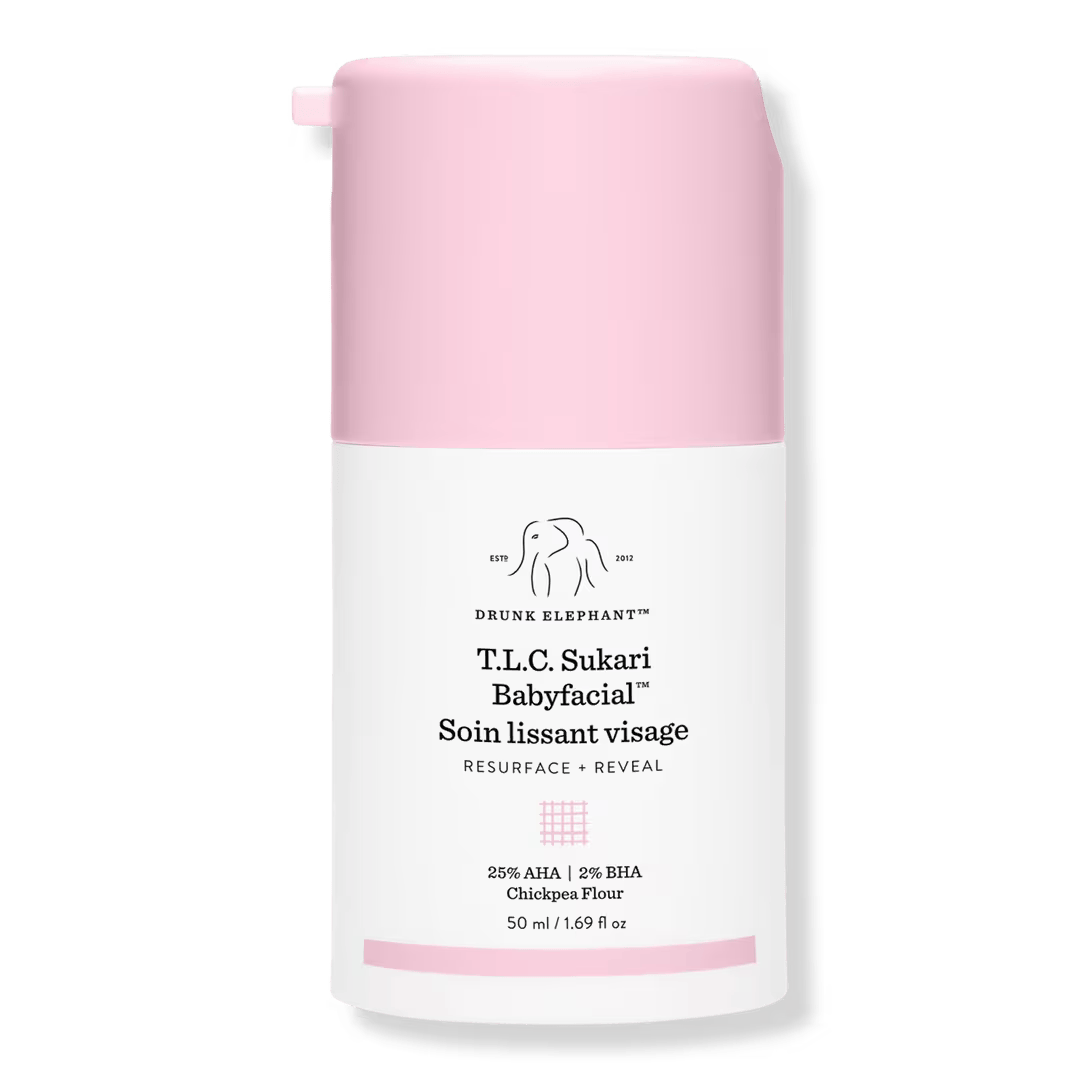 ESTD 2012
DRUNK ELEPHANT™
T.L.C. Sukari
Babyfacial™
Soin lissant visage
RESURFACE + REVEAL
25% AHA | 2% BHA
Chickpea Flour
50 ml / 1.69 fl oz